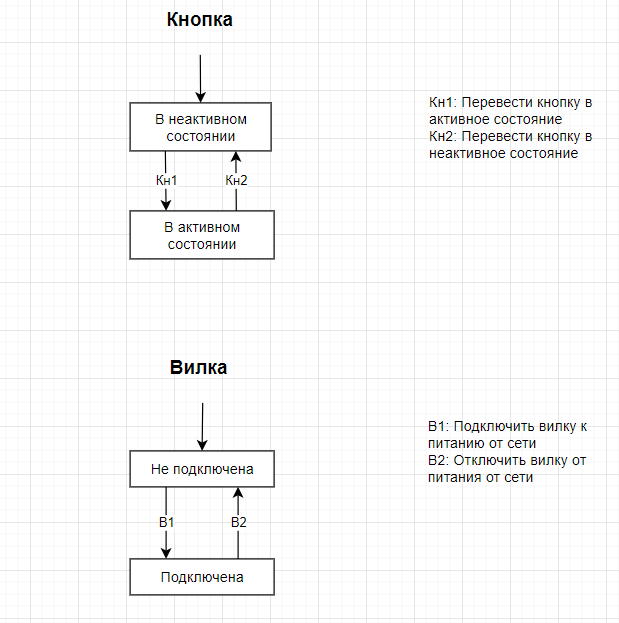 Кнопка
В неактивном
состоянии
Кн1
Кн2
В активном
состоянии
Кн1: Перевести кнопку в
активное состояние
Кн2: Перевести кнопку в
неактивное состояние
Вилка
Не подключена
В1
В2
Подключена
В1: Подключить вилку к
питанию от сети
В2: Отключить вилку от
питания от сети